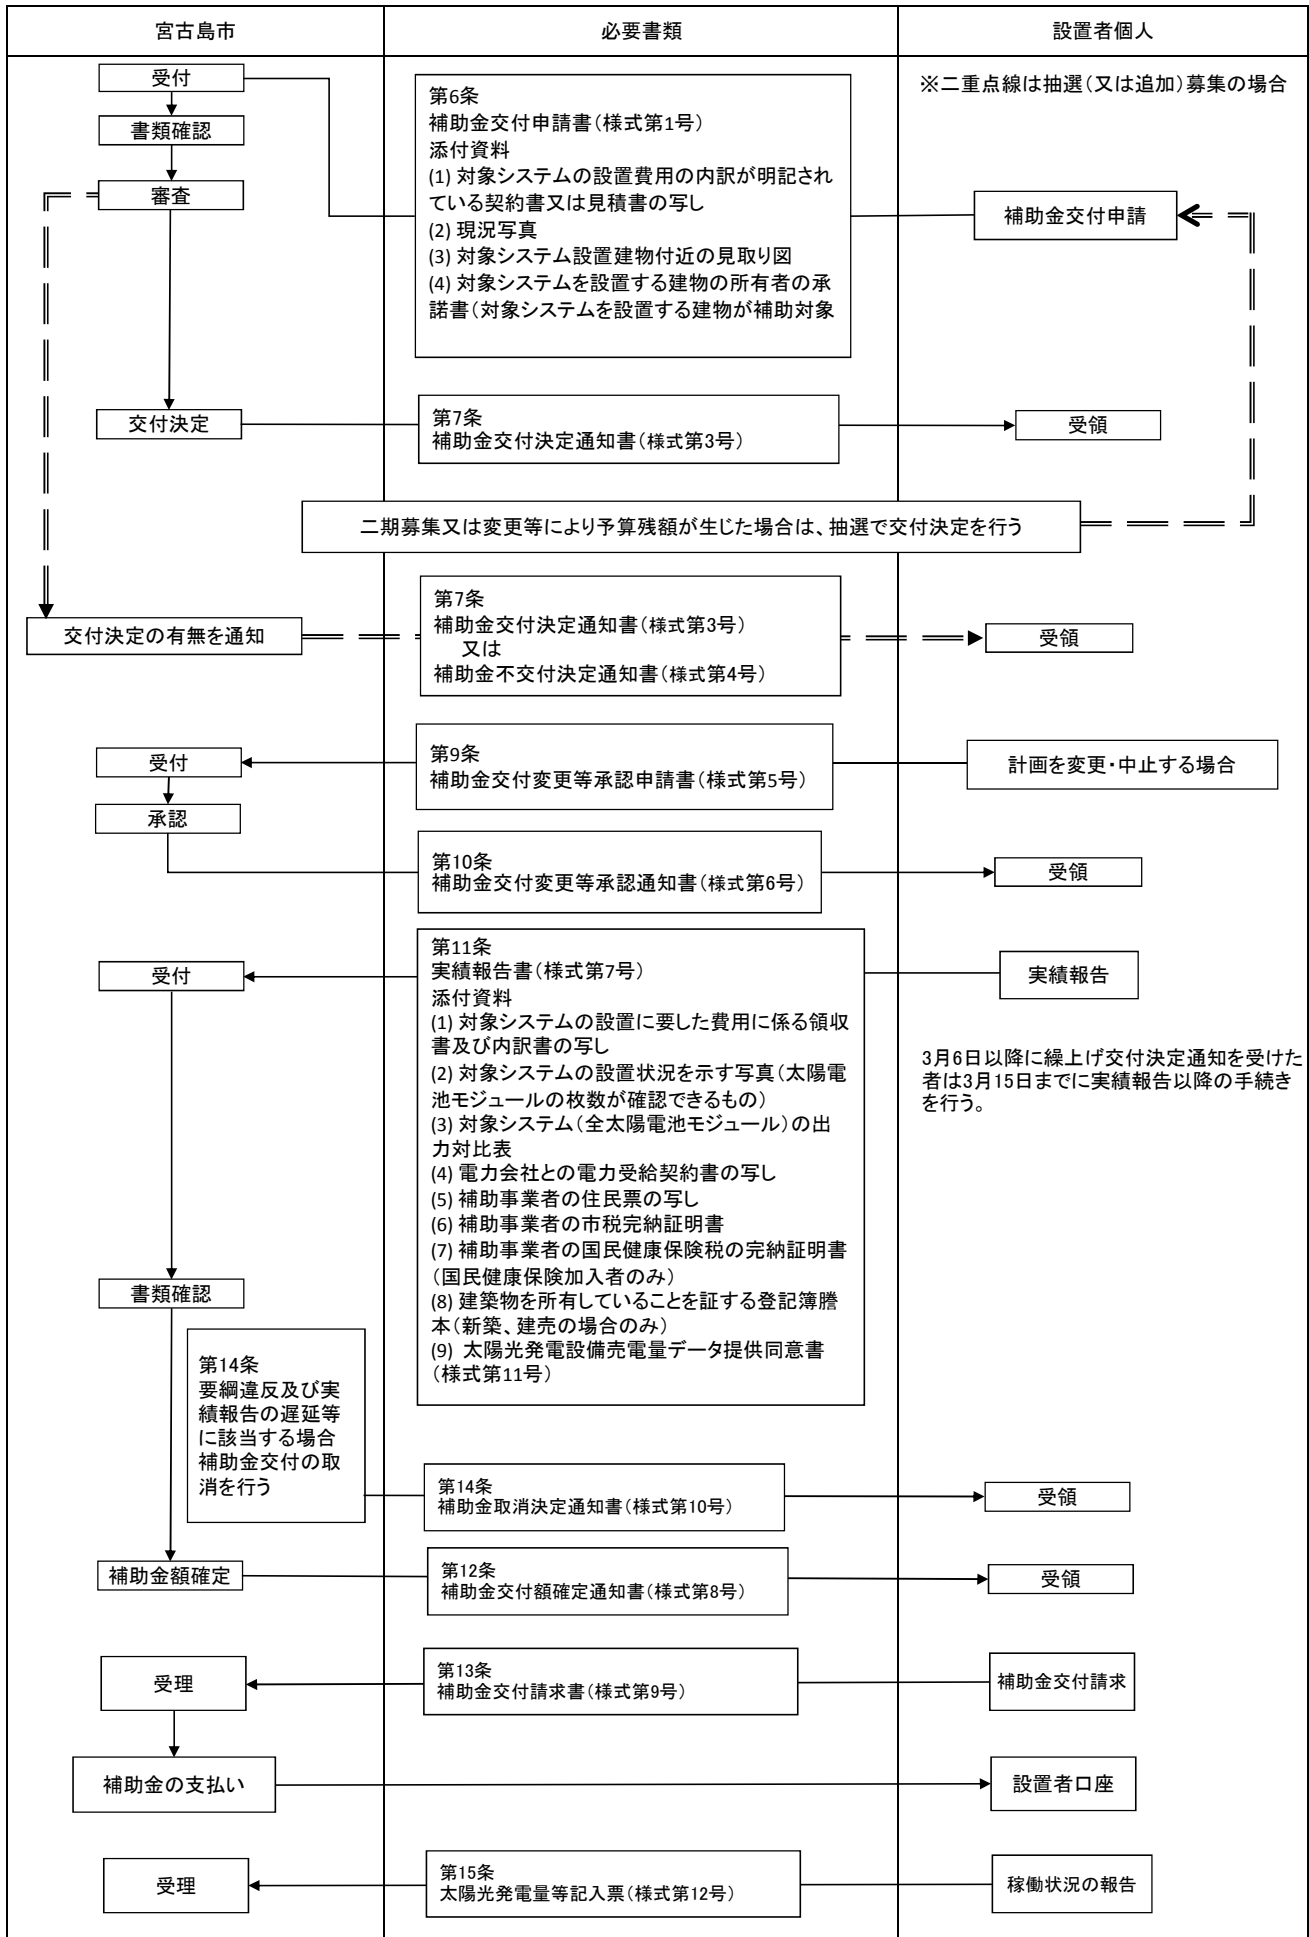 宮古島市
必要書類
設置者個人
受付
書類確認
審査
第6条
補助金交付申請書(様式第1号)
添付資料
(1) 対象システムの設置費用の内訳が明記され
ている契約書又は見積書の写し
(2) 現況写真
(3) 対象システム設置建物付近の見取り図
(4) 対象システムを設置する建物の所有者の承
諾書(対象システムを設置する建物が補助対象
※二重点線は抽選(又は追加)募集の場合
補助金交付申請
交付決定
第7条
補助金交付決定通知書(様式第3号)
受領
二期募集又は変更等により予算残額が生じた場合は、抽選で交付決定を行う
交付決定の有無を通知
第7条
補助金交付決定通知書(様式第3号)
又は
補助金不交付決定通知書(様式第4号)
受領
受付
第9条
補助金交付変更等承認申請書(様式第5号)
計画を変更・中止する場合
承認
第10条
補助金交付変更等承認通知書(様式第6号)
受領
受付
第11条
実績報告書(様式第7号)
添付資料
(1) 対象システムの設置に要した費用に係る領収
書及び内訳書の写し
(2) 対象システムの設置状況を示す写真(太陽電
池モジュールの枚数が確認できるもの)
(3) 対象システム(全太陽電池モジュール)の出
力対比表
(4) 電力会社との電力受給契約書の写し
(5) 補助事業者の住民票の写し
(6) 補助事業者の市税完納証明書
(7) 補助事業者の国民健康保険税の完納証明書
(国民健康保険加入者のみ)
(8) 建築物を所有していることを証する登記簿謄
本(新築、建売の場合のみ)
(9) 太陽光発電設備売電量データ提供同意書
(様式第11号)
実績報告
3月6日以降に繰上げ交付決定通知を受けた
者は3月15日までに実績報告以降の手続き
を行う。
書類確認
第14条
要綱違反及び実
績報告の遅延等
に該当する場合
補助金交付の取
消を行う
第14条
補助金取消決定通知書(様式第10号)
受領
補助金額確定
第12条
補助金交付額確定通知書(様式第8号)
受領
受理
第13条
補助金交付請求書(様式第9号)
補助金交付請求
補助金の支払い
設置者口座
受理
第15条
太陽光発電量等記入票(様式第12号)
稼働状況の報告